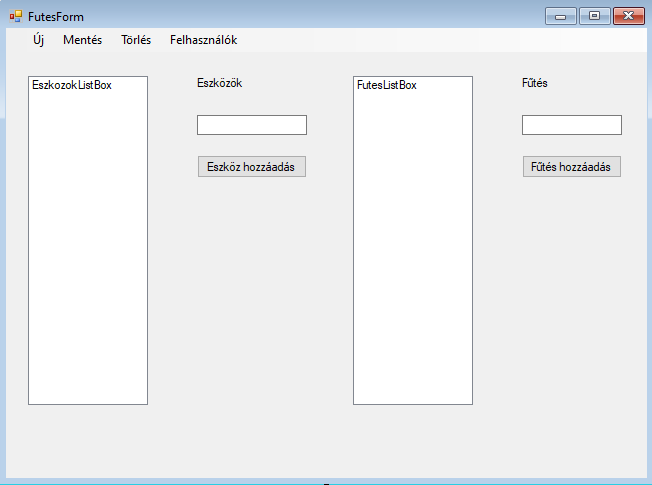 FutesForm
Új Mentés Törlés Felhasználók
EszkozokListBox
Eszközök
Eszköz hozzáadás
FutesListBox
Fűtés
Fűtés hozzáadás